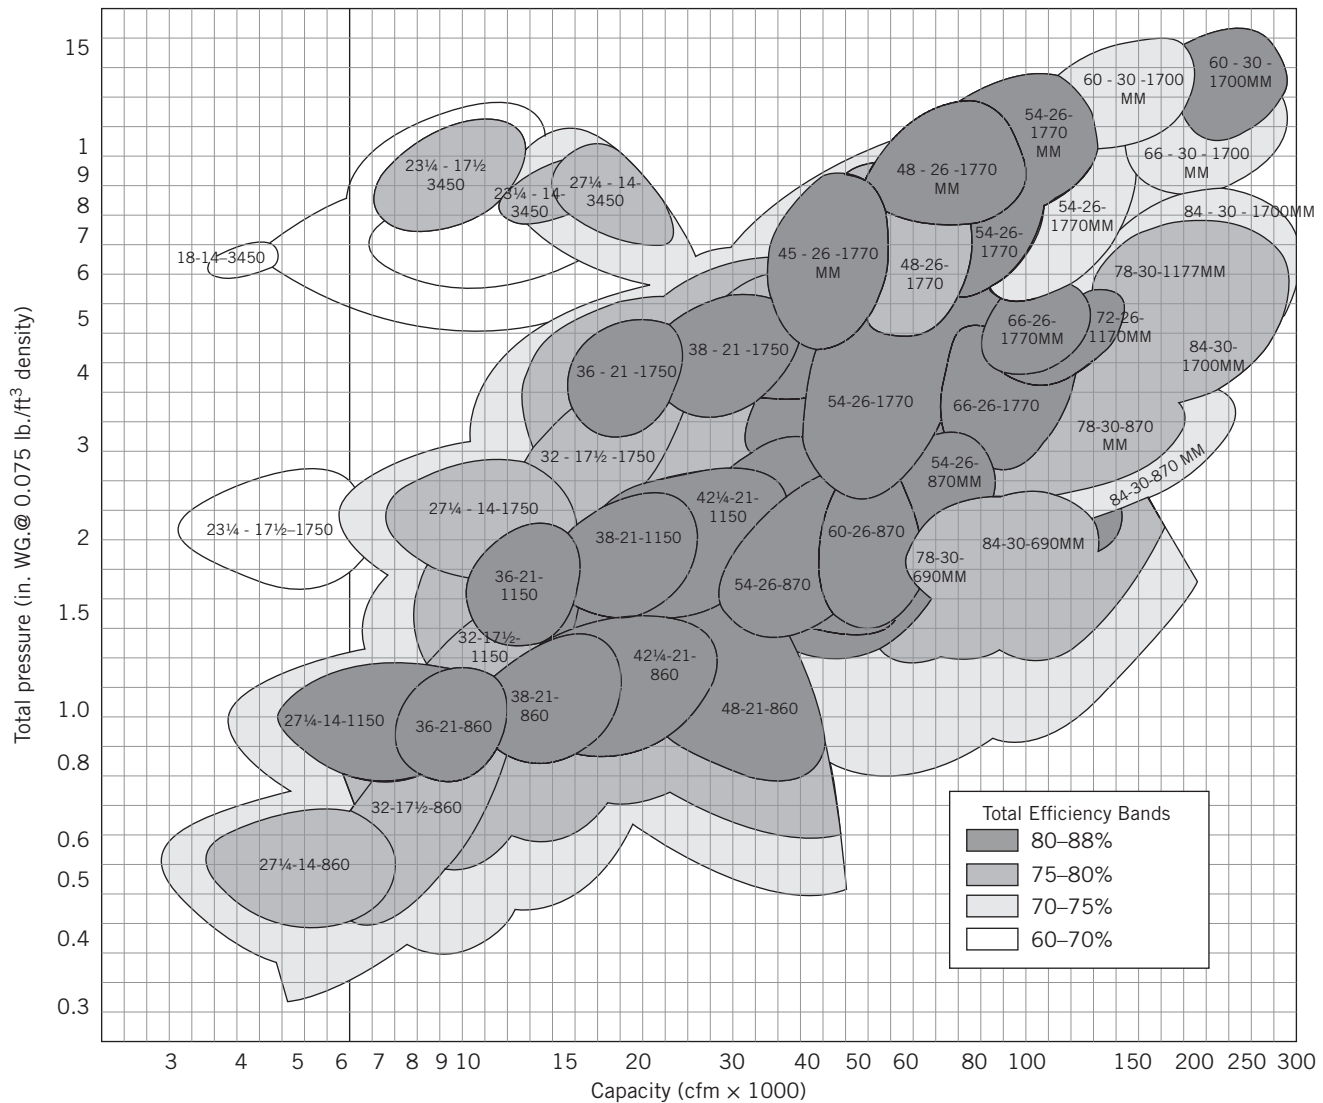 15
1
9
8
7
6
5
4
3
2
1.5
1.0
0.8
0.6
0.5
0.4
0.3
Total pressure (in. WG.@ 0.075 lb./ft³ density)
60 - 30 -
1700MM
60 - 30 -1700
MM
54-26-
1770
MM
66 - 30 - 1700
MM
48 - 26 -1770
MM
23¼ - 17½
3450
23¼ - 14-
3450
27¼ - 14-
3450
84 - 30 - 1700MM
54-26-
1770MM
54-26-
1770
18-14–3450
45 - 26 -1770
MM
48-26-
1770
78-30-1177MM
66-26-
1770MM
72-26-
1170MM
84-30-
1700MM
38 - 21 -1750
36 - 21 -1750
54-26-1770
66-26-1770
78-30-870
MM
32 - 17½ -1750
54-26-
870MM
84-30-870 MM
27¼ - 14-1750
42¼-21-
1150
23¼ - 17½–1750
38-21-1150
60-26-870
84-30-690MM
78-30-
690MM
36-21-
1150
54-26-870
32-17½-
1150
42¼-21-
860
27¼-14-1150
36-21-860
38-21-
860
48-21-860
32-17½-860
27¼-14-860
Total Efficiency Bands
80–88%
75–80%
70–75%
60–70%
3 4 5 6 7 8 9 10 15 20 30 40 50 60 80 100 150 200 250 300
Capacity (cfm × 1000)